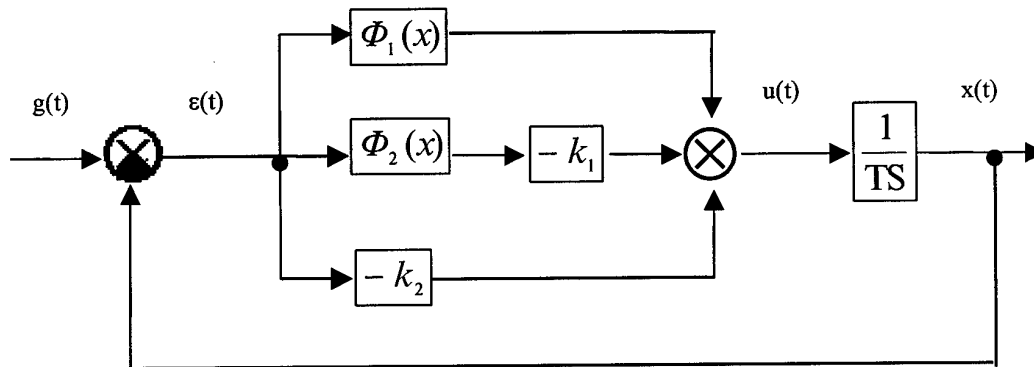 Φ₁(x)
g(t) ε(t) u(t) x(t)
Φ₂(x) − k₁ 1/TS
− k₂